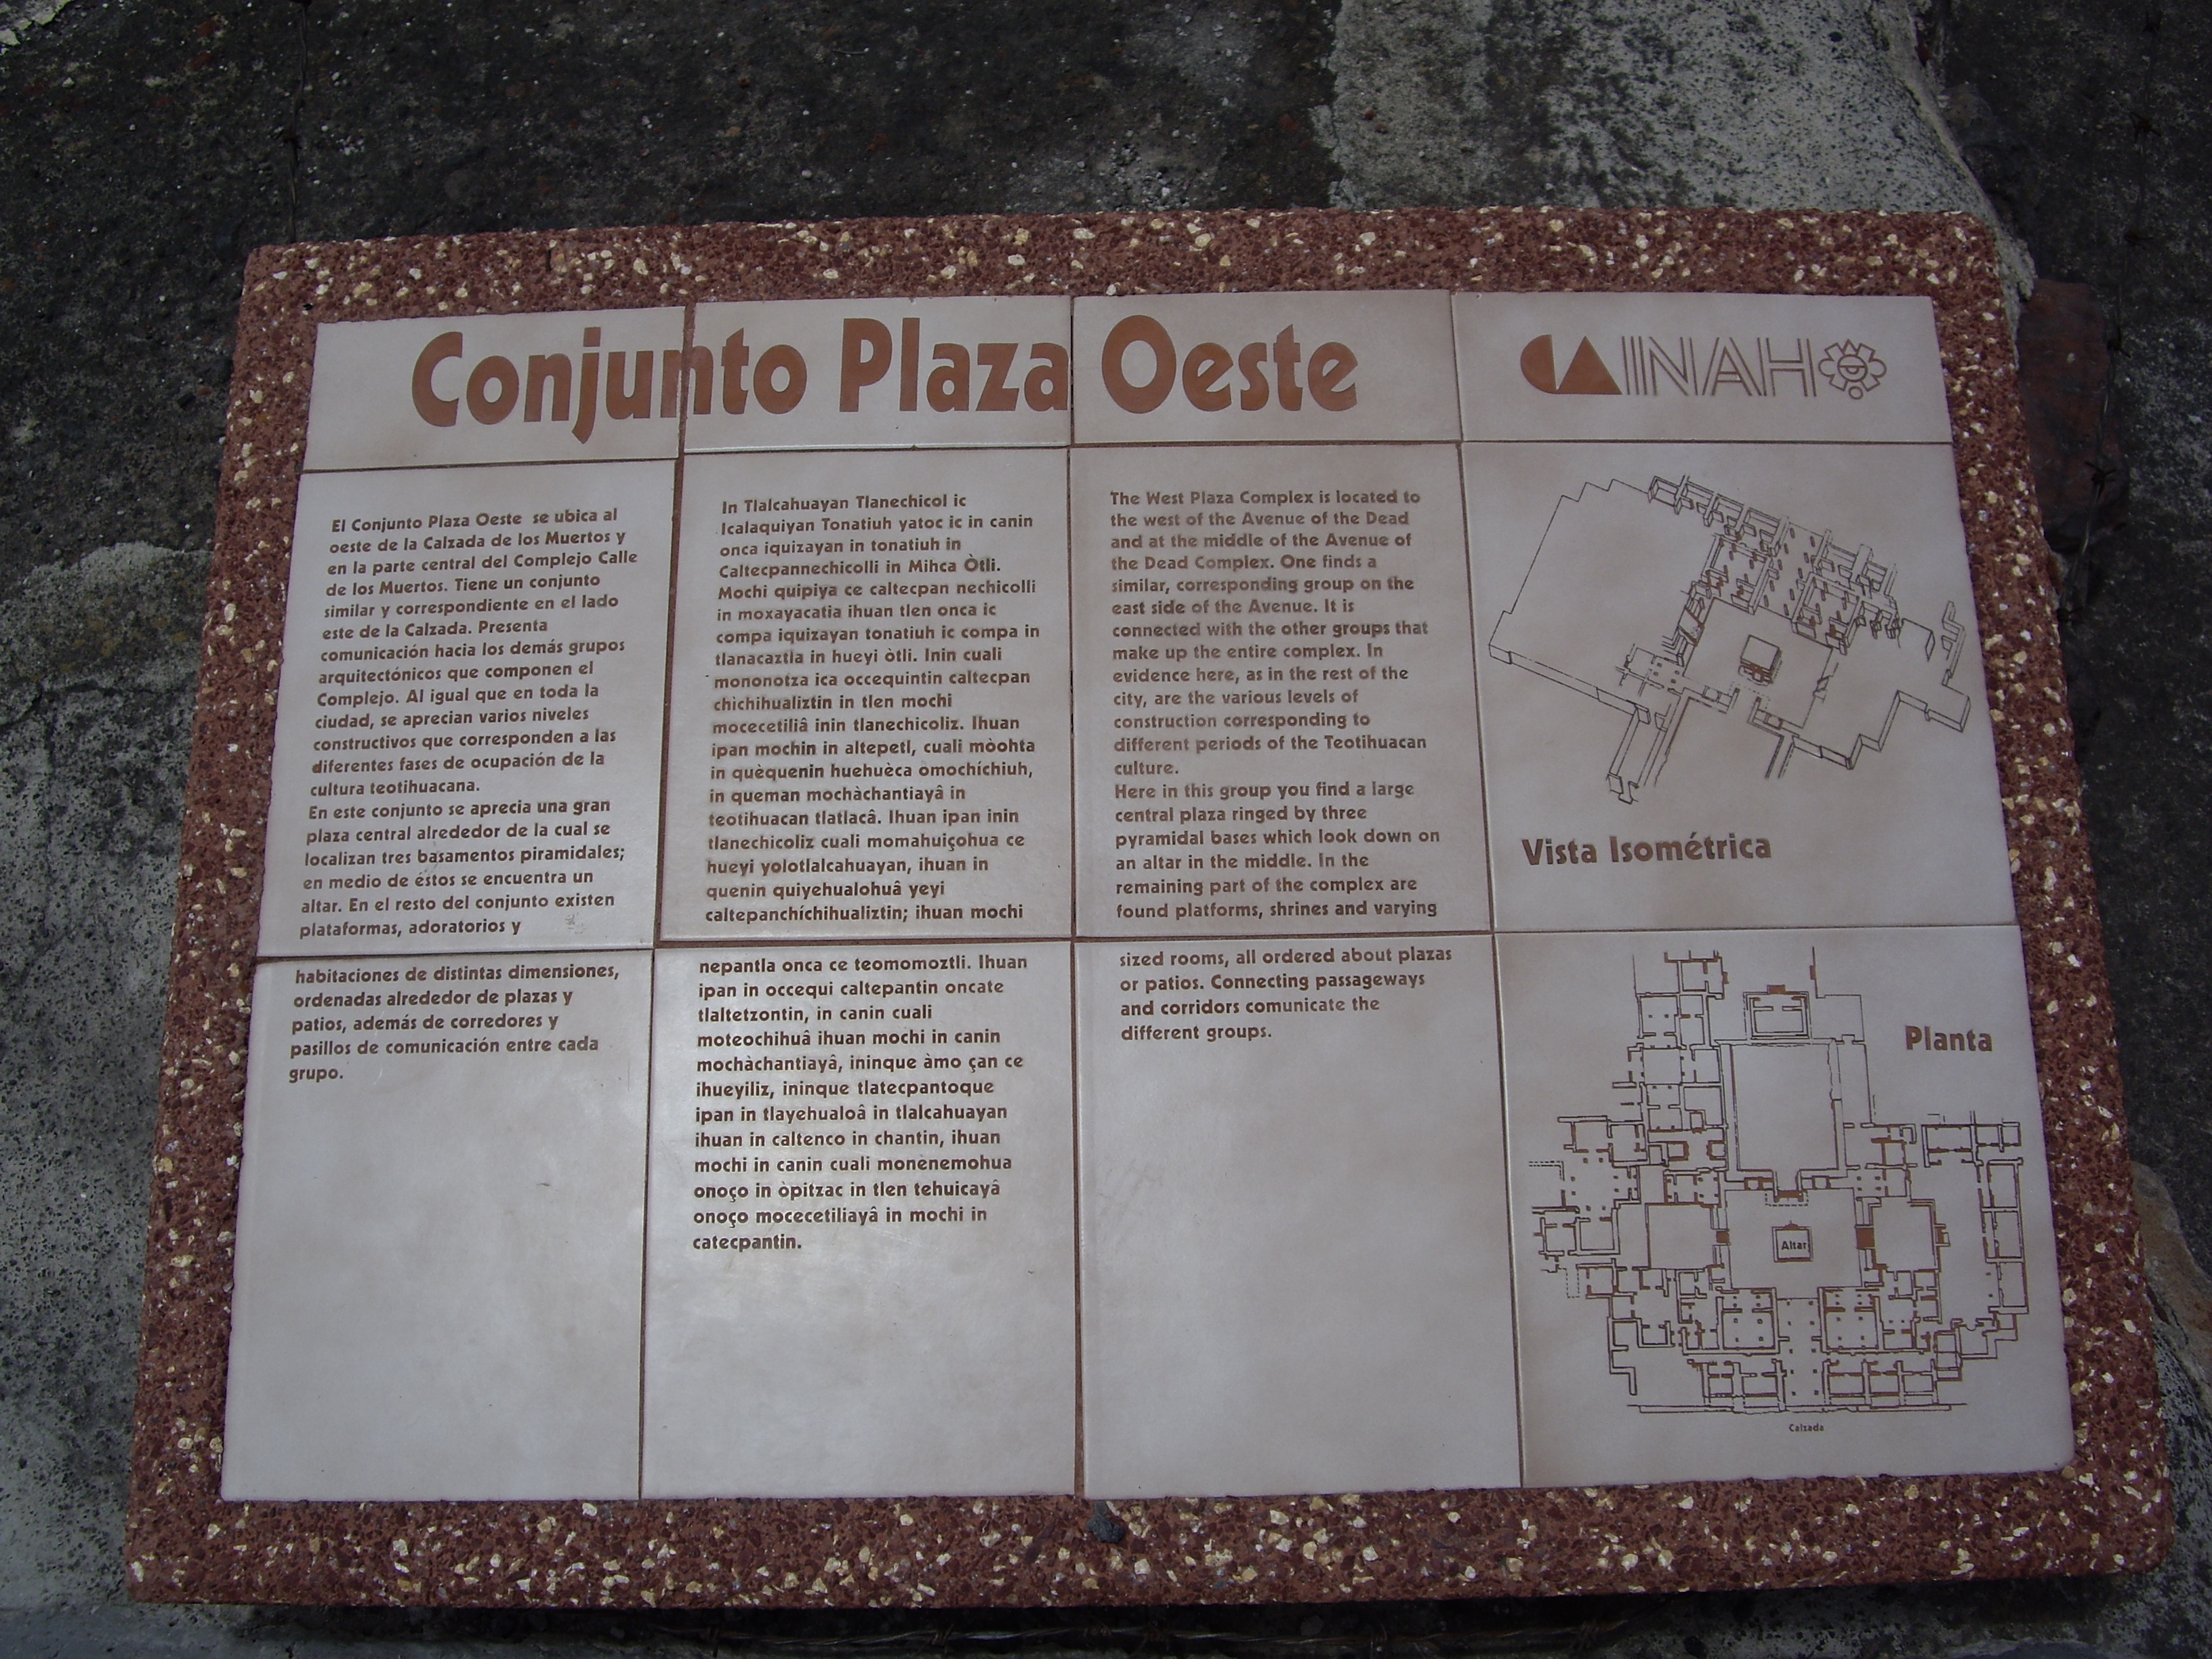 Conjunto Plaza Oeste
INAH
El Conjunto Plaza Oeste se ubica al
oeste de la Calzada de los Muertos y
en la parte central del Complejo Calle
de los Muertos. Tiene un conjunto
similar y correspondiente en el lado
este de la Calzada. Presenta
comunicación hacia los demás grupos
arquitectónicos que componen el
Complejo. Al igual que en toda la
ciudad, se aprecian varios niveles
constructivos que corresponden a las
diferentes fases de ocupación de la
cultura teotihuacana.
En este conjunto se aprecia una gran
plaza central alrededor de la cual se
localizan tres basamentos piramidales;
en medio de éstos se encuentra un
altar. En el resto del conjunto existen
plataformas, adoratorios y
habitaciones de distintas dimensiones,
ordenadas alrededor de plazas y
patios, además de corredores y
pasillos de comunicación entre cada
grupo.
In Tlalcahuayan Tlanechicol ic
Icalaquiyan Tonatiuh yatoc ic in canin
onca iquizayan in tonatiuh in
Caltecpannechicolli in Mihca Òtli.
Mochi quipiya ce caltecpan nechicolli
in moxayacatia ihuan tlen onca ic
compa iquizayan tonatiuh ic compa in
tlanacaztla in hueyi òtli. Inin cuali
mononotza ica occequintin caltecpan
chichihualiztin in tlen mochi
mocecetiliâ inin tlanechicoliz. Ihuan
ipan mochin in altepetl, cuali mòohta
in quèquenin huehuèca òmochíchiuh,
in queman mochàchantiayâ in
teotihuacan tlatlacâ. Ihuan ipan inin
tlanechicoliz cuali momahuiçohua ce
hueyi yolotlalcahuayan, ihuan in
quenin quiyehualohuâ yeyi
caltepanchíchihualiztin; ihuan mochi
nepantla onca ce teomomoztli. Ihuan
ipan in occequi caltepantin oncate
tlaltetzontin, in canin cuali
moteochihuâ ihuan mochi in canin
mochàchantiayâ, ininque àmo çan ce
ihueyiliz, ininque tlatecpantoque
ipan in tlayehualoâ in tlalcahuayan
ihuan in caltenco in chantin, ihuan
mochi in canin cuali monènemohua
onoço in òpitzac in tlen tehuicayâ
onoço mocecetiliayâ in mochi in
catecpantin.
The West Plaza Complex is located to
the west of the Avenue of the Dead
and at the middle of the Avenue of
the Dead Complex. One finds a
similar, corresponding group on the
east side of the Avenue. It is
connected with the other groups that
make up the entire complex. In
evidence here, as in the rest of the
city, are the various levels of
construction corresponding to
different periods of the Teotihuacan
culture.
Here in this group you find a large
central plaza ringed by three
pyramidal bases which look down on
an altar in the middle. In the
remaining part of the complex are
found platforms, shrines and varying
sized rooms, all ordered about plazas
or patios. Connecting passageways
and corridors comunicate the
different groups.
Vista Isométrica
Planta
Altar
Calzada